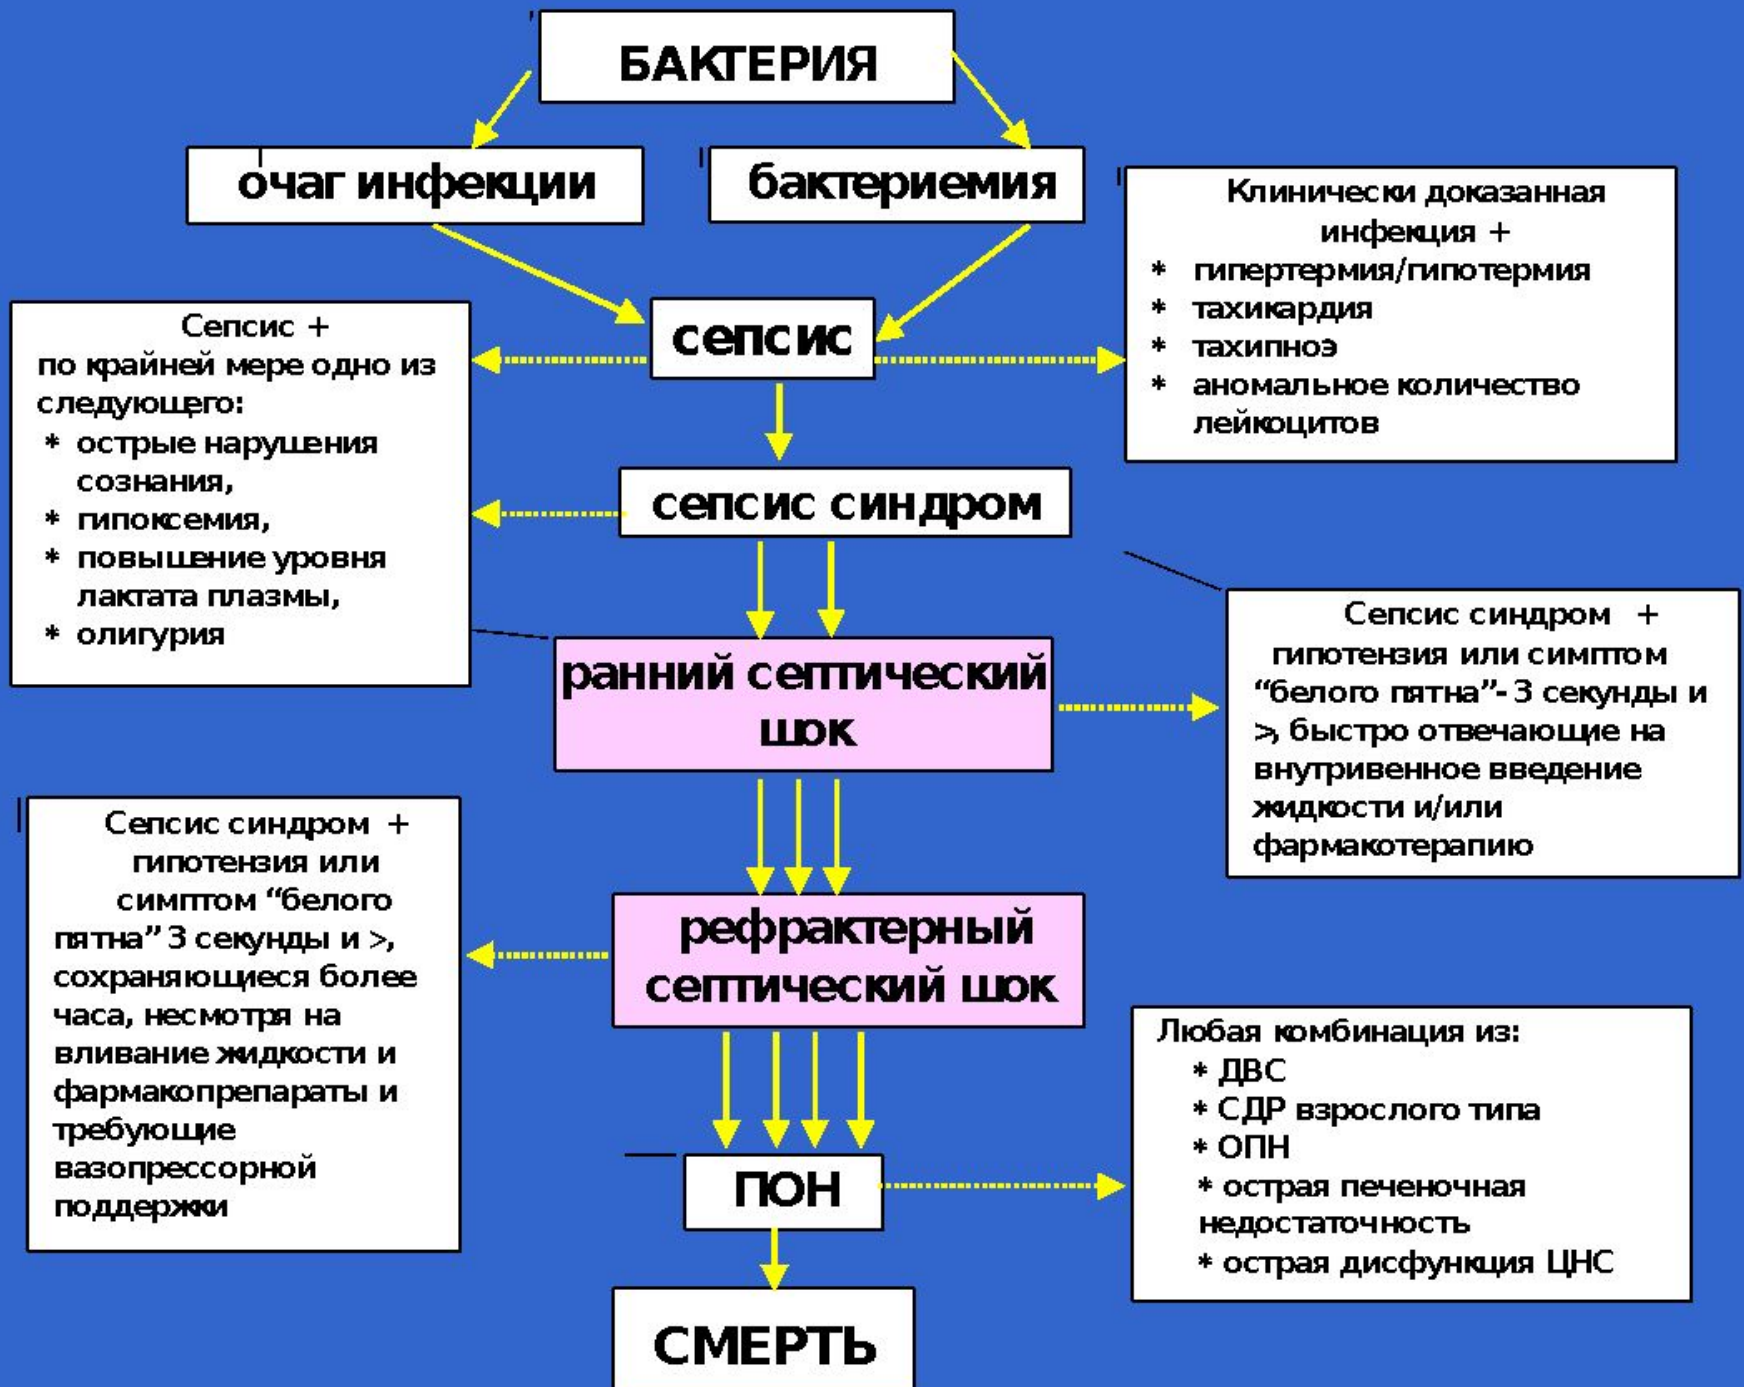 БАКТЕРИЯ
очаг инфекции
бактериемия
Клинически доказанная
инфекция +
* гипертермия/гипотермия
* тахикардия
* тахипноэ
* аномальное количество
лейкоцитов
сепсис
Сепсис +
по крайней мере одно из
следующего:
* острые нарушения
сознания,
* гипоксемия,
* повышение уровня
лактата плазмы,
* олигурия
сепсис синдром
Сепсис синдром +
гипотензия или симптом
“белого пятна”- 3 секунды и
>, быстро отвечающие на
внутривенное введение
жидкости и/или
фармакотерапию
ранний септический
шок
Сепсис синдром +
гипотензия или
симптом “белого
пятна” 3 секунды и >,
сохраняющиеся более
часа, несмотря на
вливание жидкости и
фармакопрепараты и
требующие
вазопрессорной
поддержки
рефрактерный
септический шок
Любая комбинация из:
* ДВС
* СДР взрослого типа
* ОПН
* острая печеночная
недостаточность
* острая дисфункция ЦНС
ПОН
СМЕРТЬ